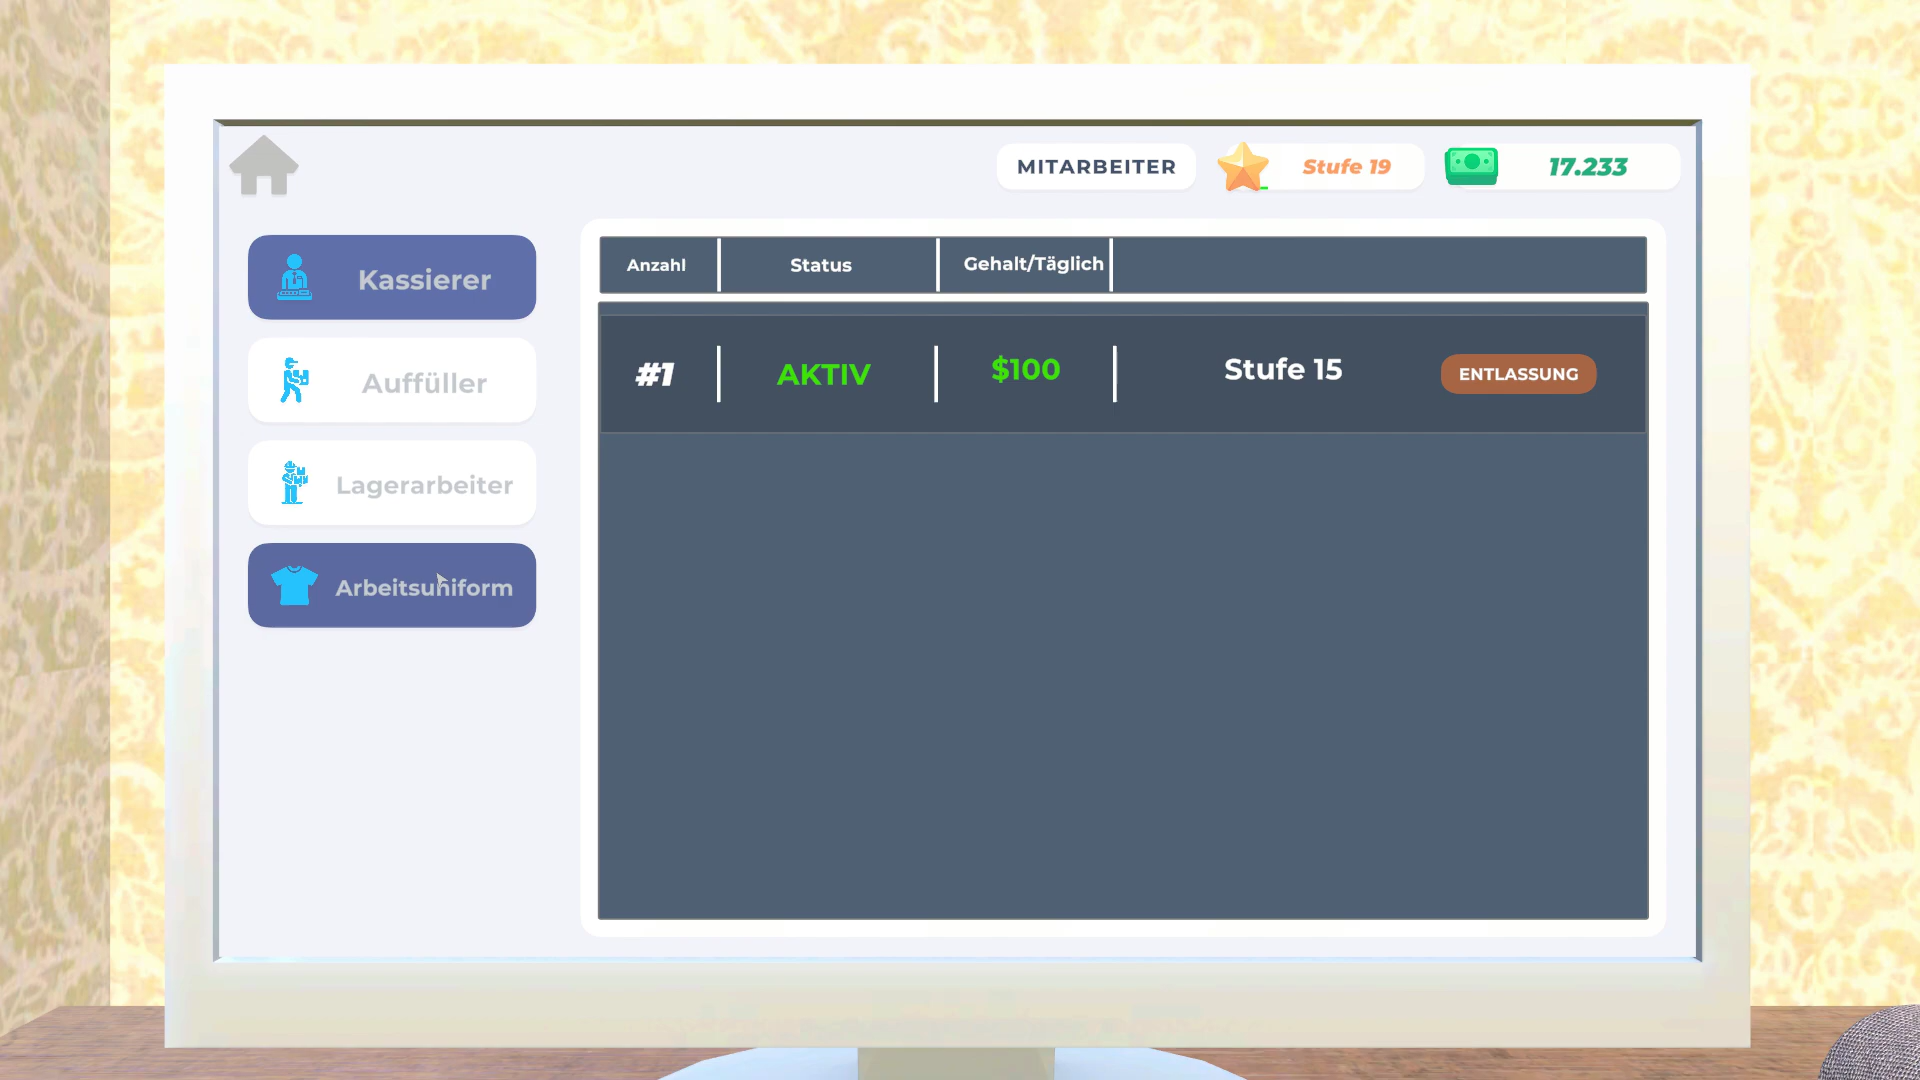 MITARBEITER
Stufe 19
17.233
Kassierer
Auffüller
Lagerarbeiter
Arbeitsuniform
Anzahl
Status
Gehalt/Täglich
#1
AKTIV
$100
Stufe 15
ENTLASSUNG